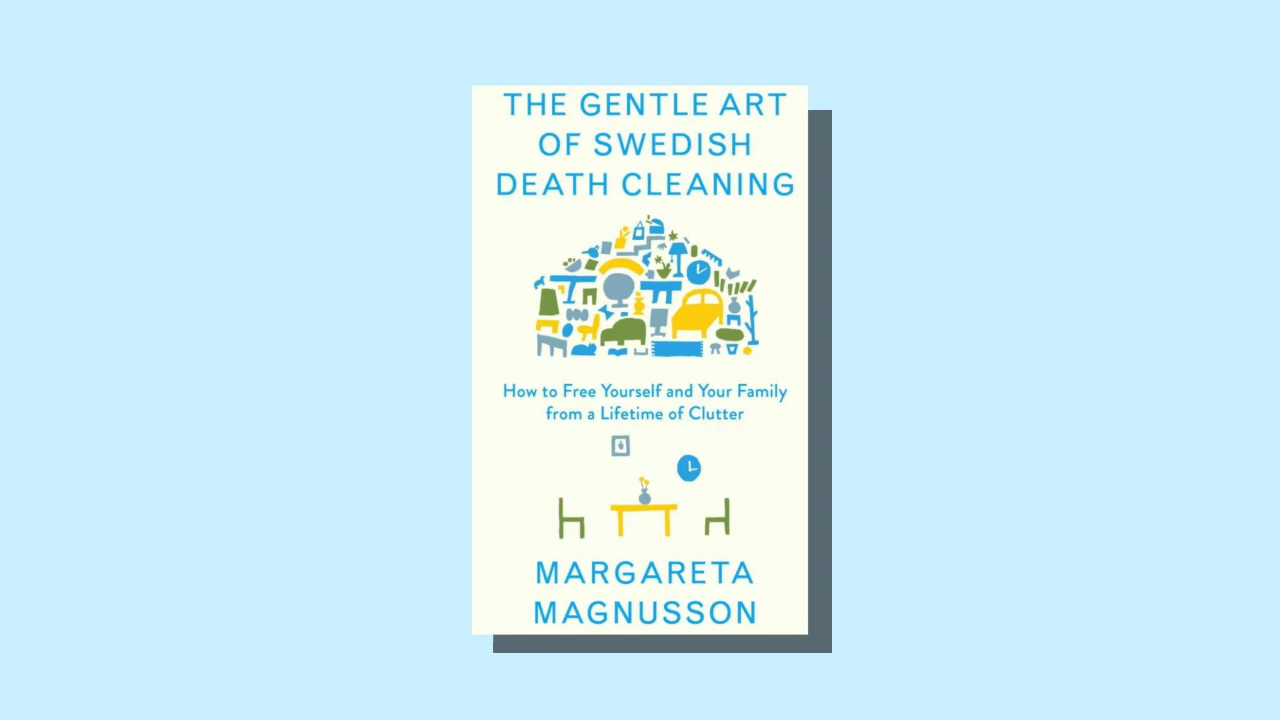 THE GENTLE ART
OF SWEDISH
DEATH CLEANING
How to Free Yourself and Your Family
from a Lifetime of Clutter
MARGARETA
MAGNUSSON